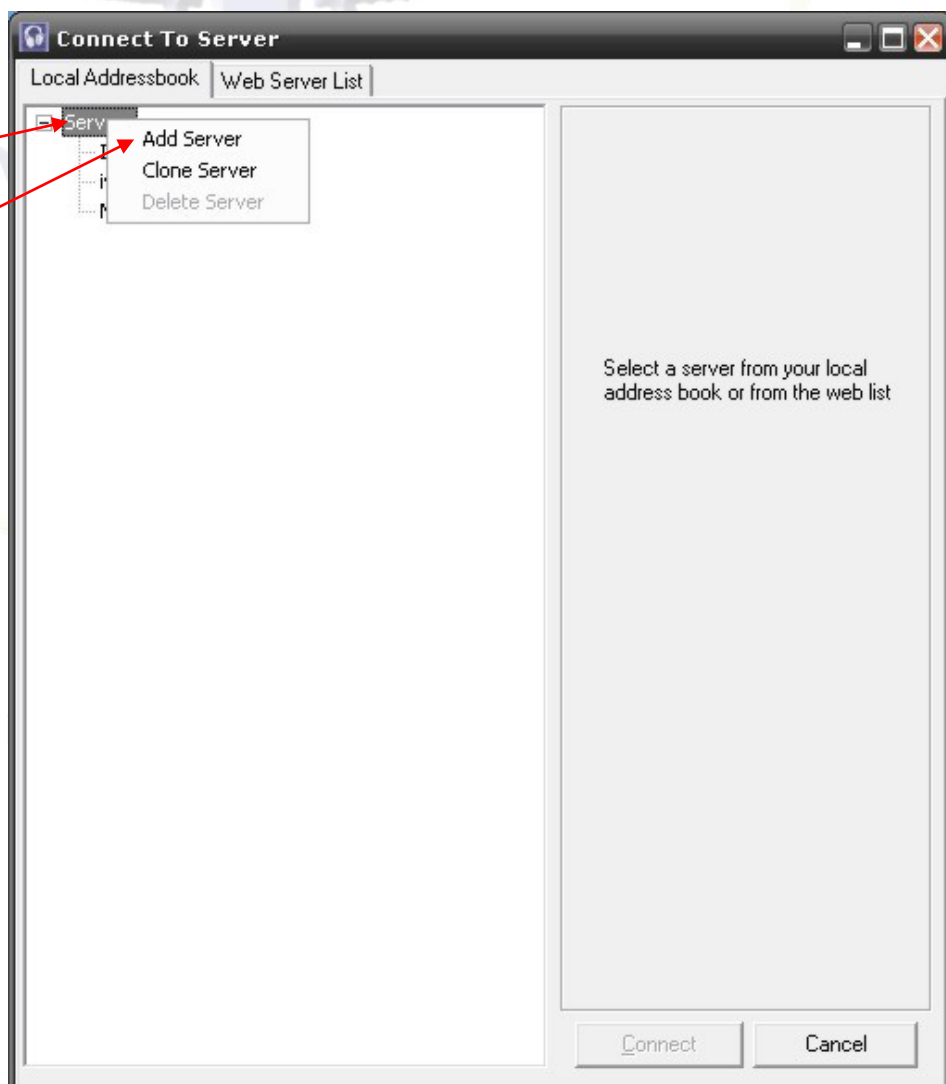 Connect To Server
Local Addressbook
Web Server List
Add Server
Clone Server
Delete Server
Select a server from your local
address book or from the web list
Connect
Cancel